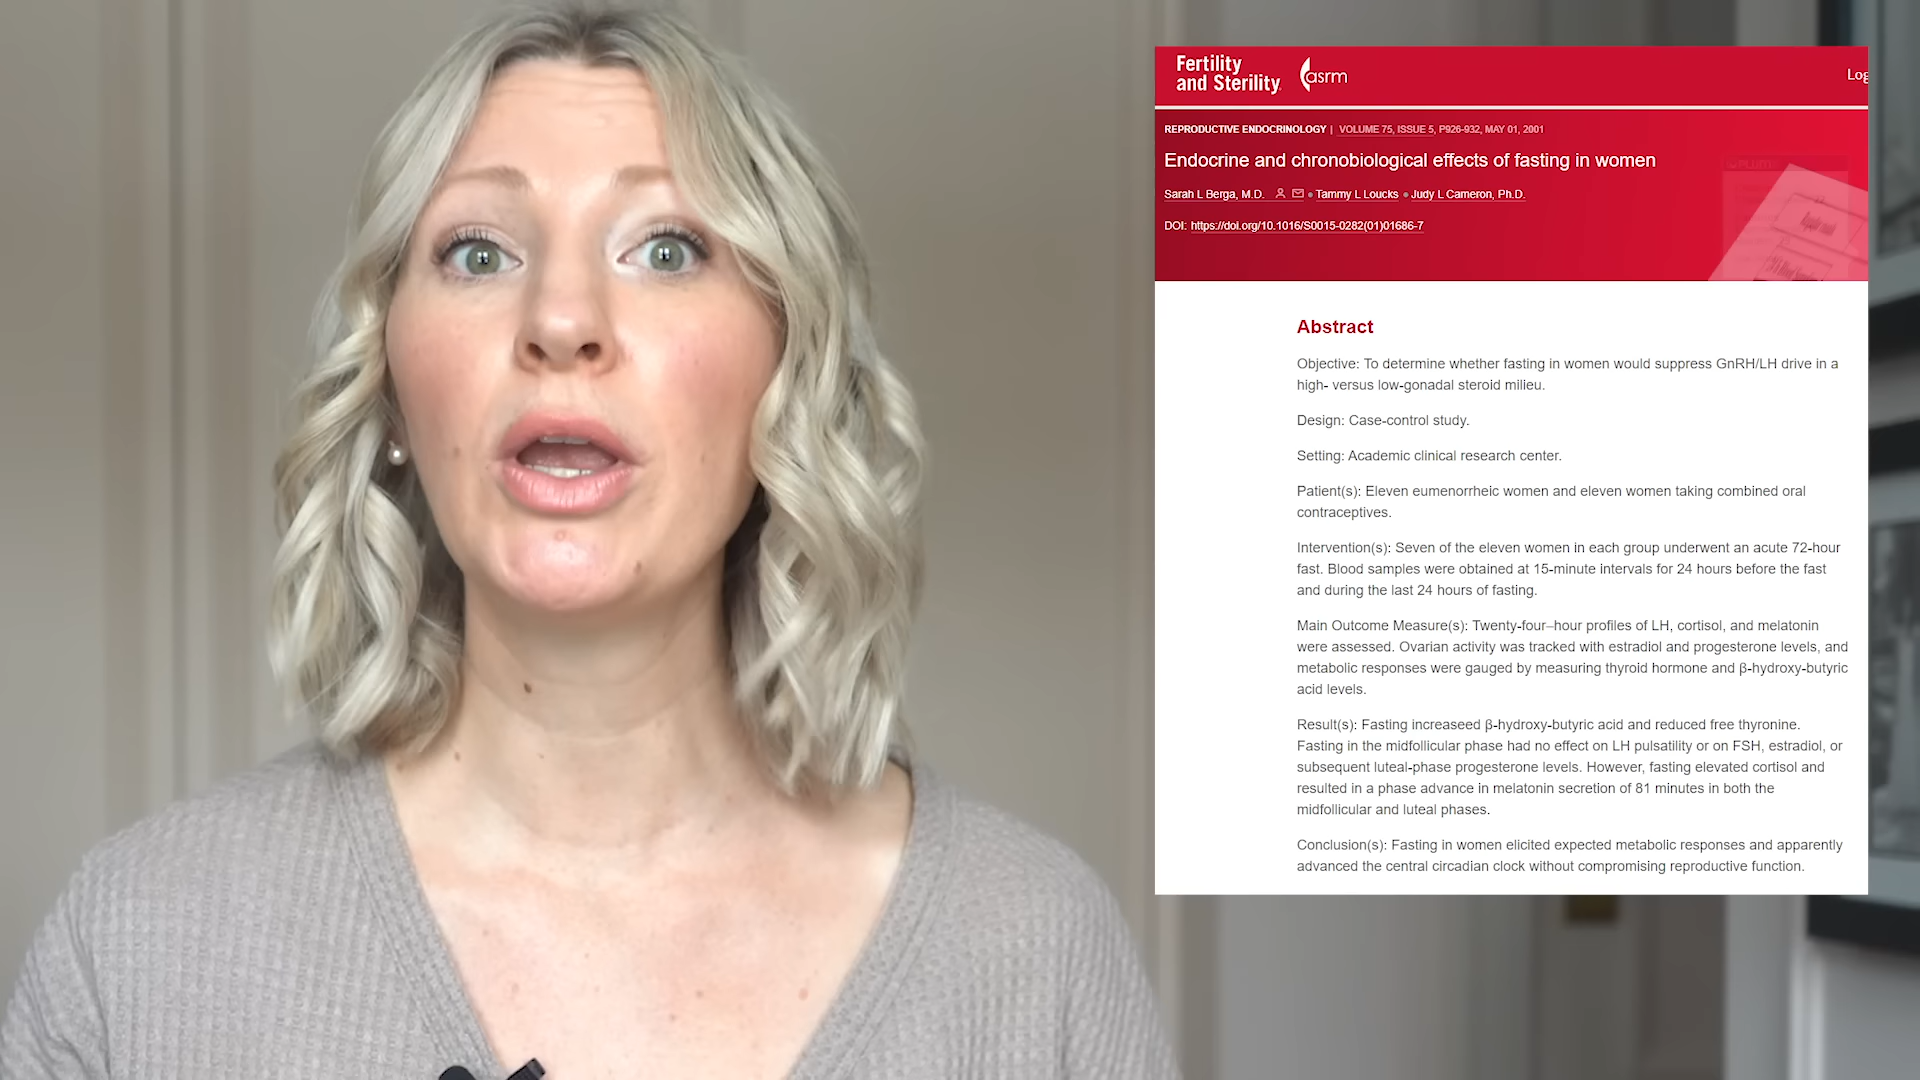 Fertility
and Sterility.
asrm
Log
REPRODUCTIVE ENDOCRINOLOGY | VOLUME 75, ISSUE 5, P926-932, MAY 01, 2001
Endocrine and chronobiological effects of fasting in women
Sarah L Berga, M.D. • Tammy L Loucks • Judy L Cameron, Ph.D.
DOI: https://doi.org/10.1016/S0015-0282(01)01686-7
Abstract
Objective: To determine whether fasting in women would suppress GnRH/LH drive in a
high- versus low-gonadal steroid milieu.
Design: Case-control study.
Setting: Academic clinical research center.
Patient(s): Eleven eumenorrheic women and eleven women taking combined oral
contraceptives.
Intervention(s): Seven of the eleven women in each group underwent an acute 72-hour
fast. Blood samples were obtained at 15-minute intervals for 24 hours before the fast
and during the last 24 hours of fasting.
Main Outcome Measure(s): Twenty-four–hour profiles of LH, cortisol, and melatonin
were assessed. Ovarian activity was tracked with estradiol and progesterone levels, and
metabolic responses were gauged by measuring thyroid hormone and β-hydroxy-butyric
acid levels.
Result(s): Fasting increaseed β-hydroxy-butyric acid and reduced free thyronine.
Fasting in the midfollicular phase had no effect on LH pulsatility or on FSH, estradiol, or
subsequent luteal-phase progesterone levels. However, fasting elevated cortisol and
resulted in a phase advance in melatonin secretion of 81 minutes in both the
midfollicular and luteal phases.
Conclusion(s): Fasting in women elicited expected metabolic responses and apparently
advanced the central circadian clock without compromising reproductive function.